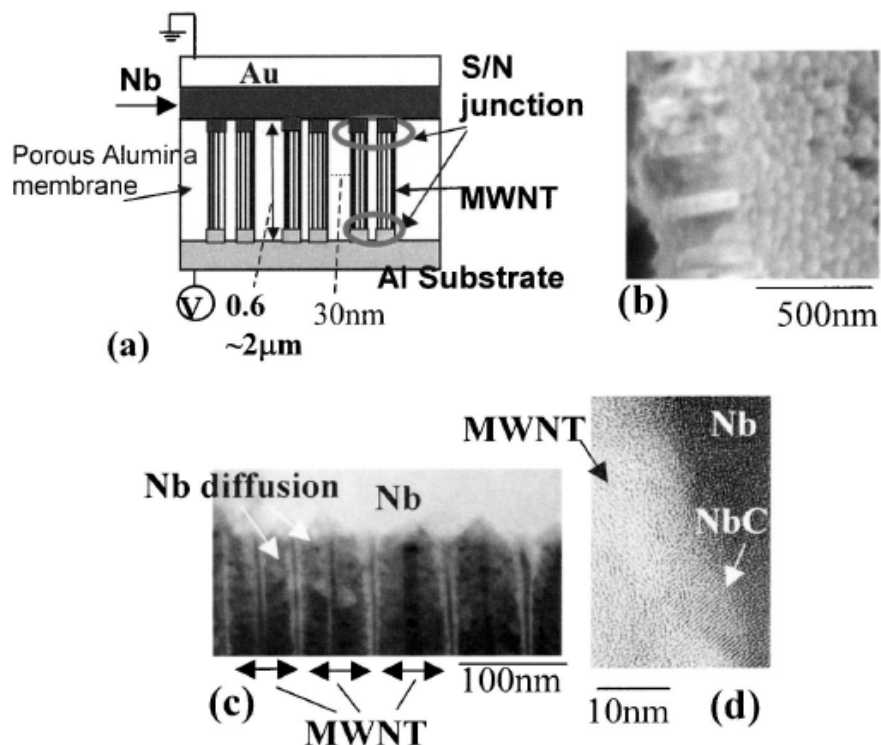 Nb
Au
S/N
junction
Porous Alumina
membrane
MWNT
Al Substrate
V
0.6
~2μm
30nm
(a)
(b)
500nm
Nb diffusion
Nb
100nm
(c)
MWNT
MWNT
Nb
NbC
10nm
(d)